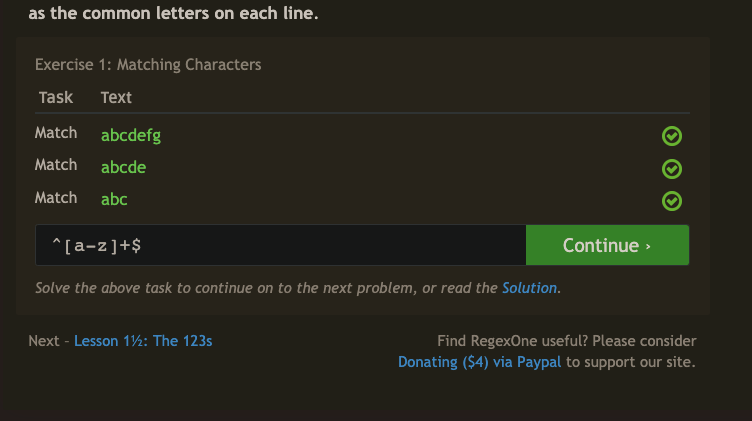 as the common letters on each line.
Exercise 1: Matching Characters
Task Text
Match abcdefg
Match abcde
Match abc
^[a-z]+$ Continue ›
Solve the above task to continue on to the next problem, or read the Solution.
Next - Lesson 1½: The 123s
Find RegexOne useful? Please consider
Donating ($4) via Paypal to support our site.